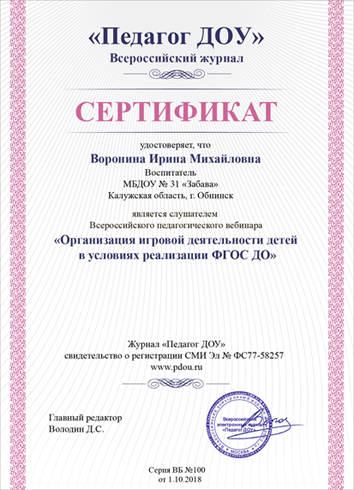 «Педагог ДОУ»
Всероссийский журнал
СЕРТИФИКАТ
удостоверяет, что
Воронина Ирина Михайловна
Воспитатель
МБДОУ № 31 «Забава»
Калужская область, г. Обнинск
является слушателем
Всероссийского педагогического вебинара
«Организация игровой деятельности детей
в условиях реализации ФГОС ДО»
Журнал «Педагог ДОУ»
свидетельство о регистрации СМИ Эл № ФС77-58257
www.pdou.ru
Главный редактор
Володин Д.С.
Всероссийский
электронный журнал
«Педагог ДОУ»
Серия ВБ №100
от 1.10.2018